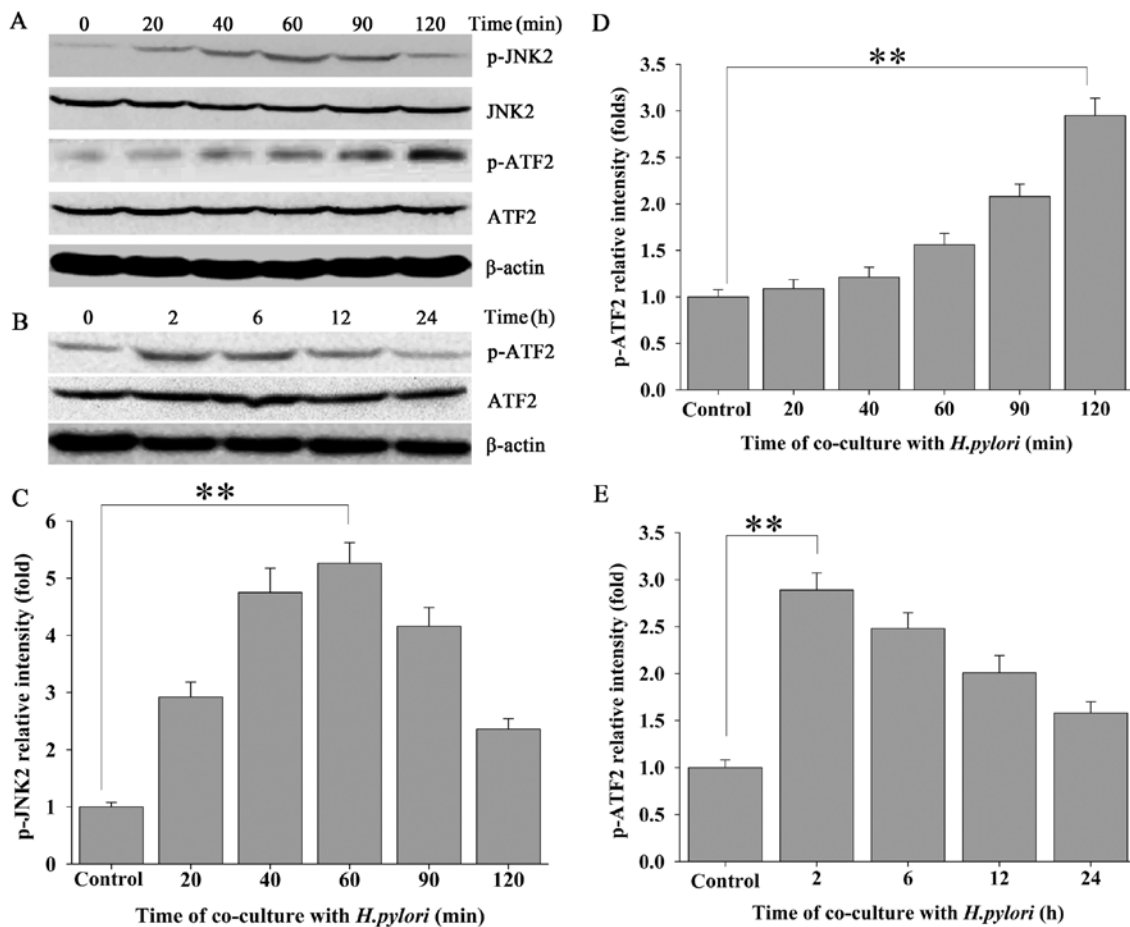 A
0 20 40 60 90 120 Time (min)
p-JNK2
JNK2
p-ATF2
ATF2
β-actin
B
0 2 6 12 24 Time (h)
p-ATF2
ATF2
β-actin
C
**
p-JNK2 relative intensity (fold)
6
5
4
3
2
1
0
Control 20 40 60 90 120
Time of co-culture with H.pylori (min)
D
**
p-ATF2 relative intensity (folds)
3.5
3.0
2.5
2.0
1.5
1.0
0.5
0.0
Control 20 40 60 90 120
Time of co-culture with H.pylori (min)
E
**
p-ATF2 relative intensity (fold)
3.5
3.0
2.5
2.0
1.5
1.0
0.5
0.0
Control 2 6 12 24
Time of co-culture with H.pylori (h)